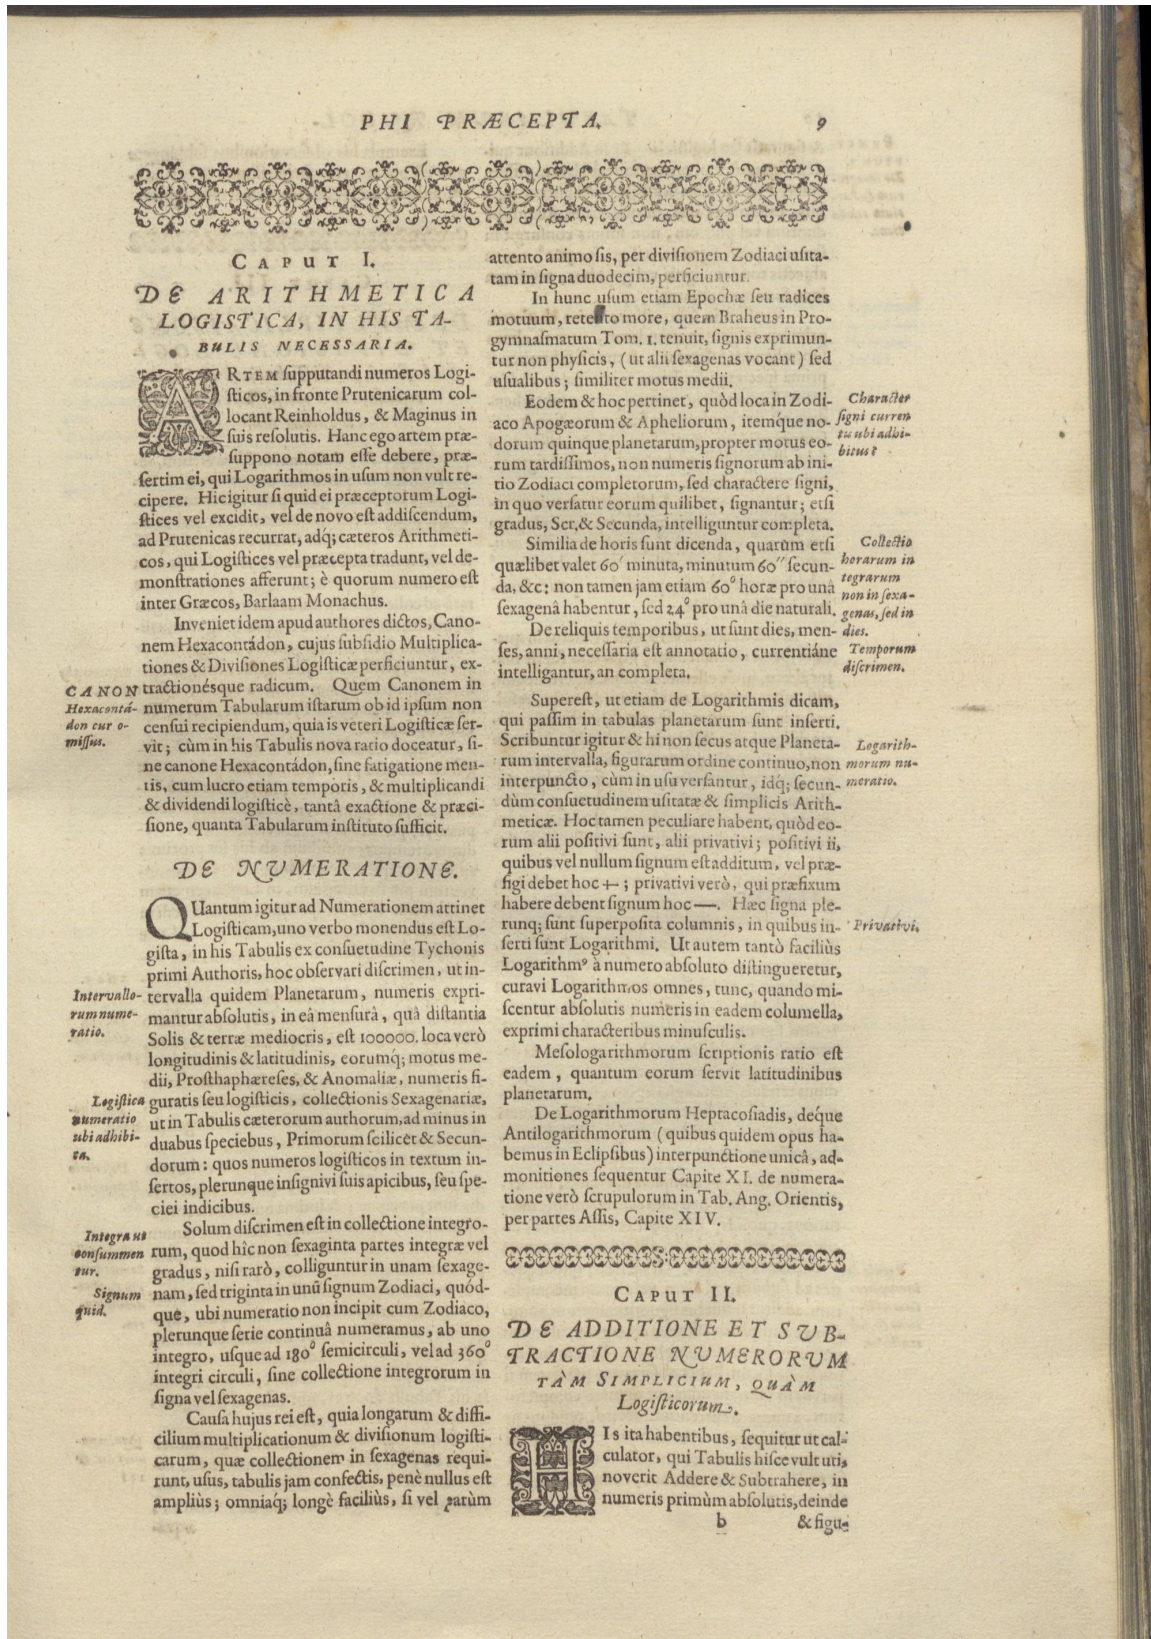 PHI PRÆCEPTA. 9
CAPUT I.
DE ARITHMETICA
LOGISTICA, IN HIS TA-
BULIS NECESSARIA.
ARTEM supputandi numeros Logi-
sticos, in fronte Prutenicarum col-
locant Reinholdus, & Maginus in
suis resolutis. Hanc ego artem præ-
suppono notam esse debere, præ-
sertim ei, qui Logarithmos in usum non vult re-
cipere. Hic igitur si quid ei præceptorum Logi-
stices vel excidit, vel de novo est addiscendum,
ad Prutenicas recurrat, adq́; cæteros Arithmeti-
cos, qui Logistices vel præcepta tradunt, vel de-
monstrationes afferunt; è quorum numero est
inter Græcos, Barlaam Monachus.
Inveniet idem apud authores dictos, Cano-
nem Hexacontádon, cujus subsidio Multiplica-
tiones & Divisiones Logisticæ perficiuntur, ex-
tractionésque radicum. Quem Canonem in
numerum Tabularum istarum ob id ipsum non
censui recipiendum, quia is veteri Logisticæ ser-
vit; cùm in his Tabulis nova ratio doceatur, si-
ne canone Hexacontádon, sine fatigatione men-
tis, cum lucro etiam temporis, & multiplicandi
& dividendi logisticè, tantâ exactione & præci-
sione, quanta Tabularum instituto sufficit.
CANON
Hexacontá-
don cur o-
missus.
DE NUMERATIONE.
QUantum igitur ad Numerationem attinet
Logisticam, uno verbo monendus est Lo-
gista, in his Tabulis ex consuetudine Tychonis
primi Authoris, hoc observari discrimen, ut in-
tervalla quidem Planetarum, numeris expri-
mantur absolutis, in eâ mensurâ, quâ distantia
Solis & terræ mediocris, est 100000. loca verò
longitudinis & latitudinis, eorumq́; motus me-
dii, Prosthaphæreses, & Anomaliæ, numeris fi-
guratis seu logisticis, collectionis Sexagenariæ,
ut in Tabulis cæterorum authorum, ad minus in
duabus speciebus, Primorum scilicet & Secun-
dorum: quos numeros logisticos in textum in-
sertos, plerunque insignivi suis apicibus, seu spe-
ciei indicibus.
Intervallo-
rum nume-
ratio.
Logistica
numeratio
ubi adhibi-
ta.
Solum discrimen est in collectione integro-
rum, quod hîc non sexaginta partes integræ vel
gradus, nisi rarò, colliguntur in unam sexage-
nam, sed triginta in unũ signum Zodiaci, quód-
que, ubi numeratio non incipit cum Zodiaco,
plerunque serie continuâ numeramus, ab uno
integro, usque ad 180° semicirculi, vel ad 360°
integri circuli, sine collectione integrorum in
signa vel sexagenas.
Integra ut
consummen
tur.
Signum
quid.
Causa hujus rei est, quia longarum & diffi-
cilium multiplicationum & divisionum logisti-
carum, quæ collectionem in sexagenas requi-
runt, usus, tabulis jam confectis, penè nullus est
ampliùs; omniaq́; longè faciliùs, si vel parùm
attento animo sis, per divisionem Zodiaci usita-
tam in signa duodecim, perficiuntur.
In hunc usum etiam Epochæ seu radices
motuum, retento more, quem Braheus in Pro-
gymnasmatum Tom. 1. tenuit, signis exprimun-
tur non physicis, (ut alii sexagenas vocant) sed
usualibus; similiter motus medii.
Eodem & hoc pertinet, quòd loca in Zodi-
aco Apogæorum & Apheliorum, itemq́ue no-
dorum quinque planetarum, propter motus eo-
rum tardissimos, non numeris signorum ab ini-
tio Zodiaci completorum, sed charactere signi,
in quo versatur eorum quilibet, signantur; etsi
gradus, Scr. & Secunda, intelliguntur completa.
Character
signi curren
tis ubi adhi-
bitus?
Similia de horis sunt dicenda, quarum etsi
quælibet valet 60′ minuta, minutum 60″ secun-
da, &c: non tamen jam etiam 60° horæ pro unâ
sexagenâ habentur, sed 24° pro unâ die naturali.
Collectio
horarum in
tegrarum
non in sexa-
genas, sed in
dies.
De reliquis temporibus, ut sunt dies, men-
ses, anni, necessaria est annotatio, currentiáne
intelligantur, an completa.
Temporum
discrimen.
Superest, ut etiam de Logarithmis dicam,
qui passim in tabulas planetarum sunt inserti.
Scribuntur igitur & hi non secus atque Planeta-
rum intervalla, figurarum ordine continuo, non
interpuncto, cùm in usu versantur, idq́; secun-
dùm consuetudinem usitatæ & simplicis Arith-
meticæ. Hoc tamen peculiare habent, quòd eo-
rum alii positivi sunt, alii privativi; positivi ii,
quibus vel nullum signum est additum, vel præ-
figi debet hoc +; privativi verò, qui præfixum
habere debent signum hoc —. Hæc signa ple-
runq; sunt superposita columnis, in quibus in-
serti sunt Logarithmi. Ut autem tantò faciliùs
Logarithmꝰ à numero absoluto distingueretur,
curavi Logarithmos omnes, tunc, quando mi-
scentur absolutis numeris in eadem columella,
exprimi characteribus minusculis.
Logarith-
morum nu-
meratio.
Privativi.
Mesologarithmorum scriptionis ratio est
eadem, quantum eorum servit latitudinibus
planetarum.
De Logarithmorum Heptacosiadis, deq́ue
Antilogarithmorum (quibus quidem opus ha-
bemus in Eclipsibus) interpunctione unicâ, ad-
monitiones sequentur Capite XI. de numera-
tione verò scrupulorum in Tab. Ang. Orientis,
per partes Assis, Capite XIV.
CAPUT II.
DE ADDITIONE ET SUB-
TRACTIONE NUMERORUM
TÀM SIMPLICIUM, QUÀM
Logisticorum.
HIs ita habentibus, sequitur ut cal-
culator, qui Tabulis hisce vult uti,
noverit Addere & Subtrahere, in
numeris primùm absolutis, deinde
b & figu-